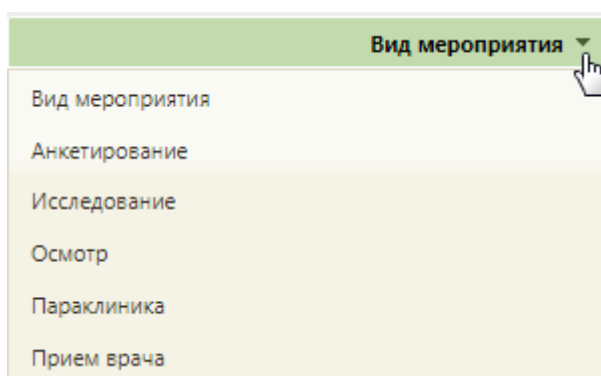 Вид мероприятия
Вид мероприятия
Анкетирование
Исследование
Осмотр
Параклиника
Прием врача